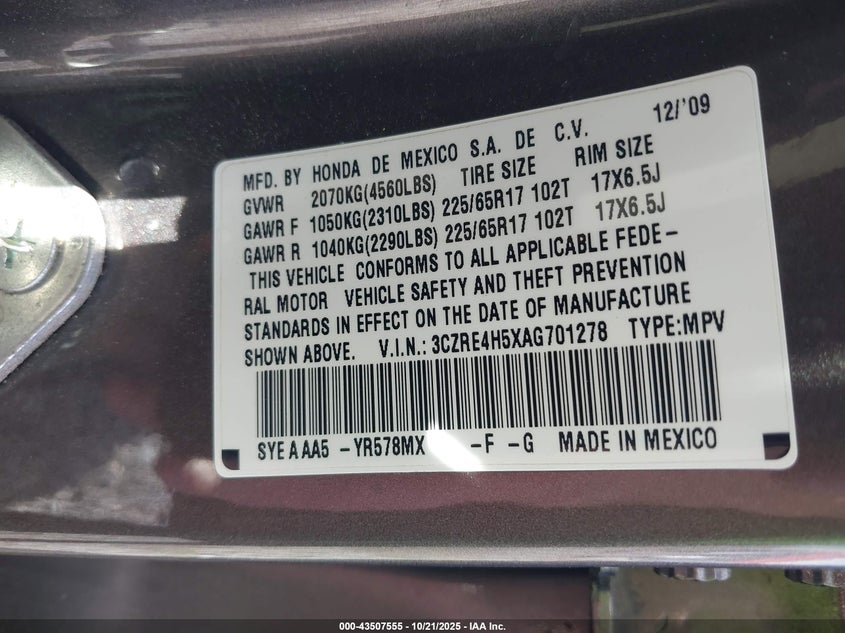 12/'09
MFD. BY HONDA DE MEXICO S.A. DE C.V.
GVWR 2070KG(4560LBS) TIRE SIZE RIM SIZE
GAWR F 1050KG(2310LBS) 225/65R17 102T 17X6.5J
GAWR R 1040KG(2290LBS) 225/65R17 102T 17X6.5J
THIS VEHICLE CONFORMS TO ALL APPLICABLE FEDE-
RAL MOTOR VEHICLE SAFETY AND THEFT PREVENTION
STANDARDS IN EFFECT ON THE DATE OF MANUFACTURE
SHOWN ABOVE. V.I.N.: 3CZRE4H5XAG701278 TYPE:MPV
SYE A AA5 -YR578MX -F -G MADE IN MEXICO
000-43507555 - 10/21/2025 - IAA Inc.